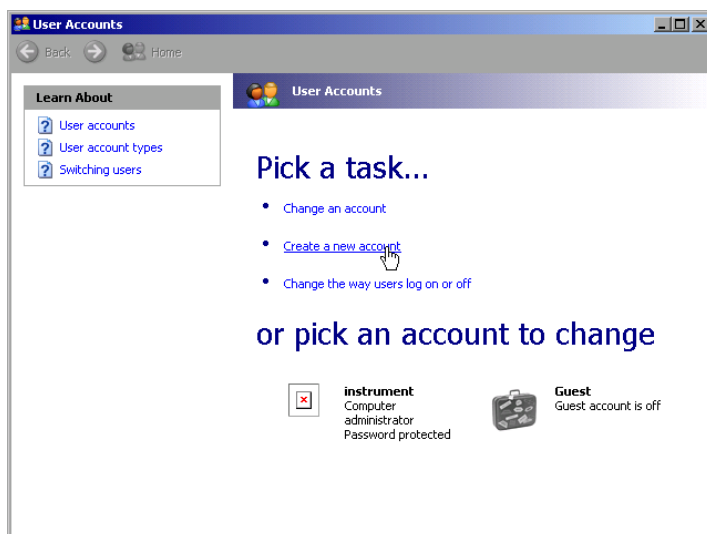 User Accounts
Back Home
Learn About
User accounts
User account types
Switching users
User Accounts
Pick a task...
Change an account
Create a new account
Change the way users log on or off
or pick an account to change
instrument
Computer
administrator
Password protected
Guest
Guest account is off